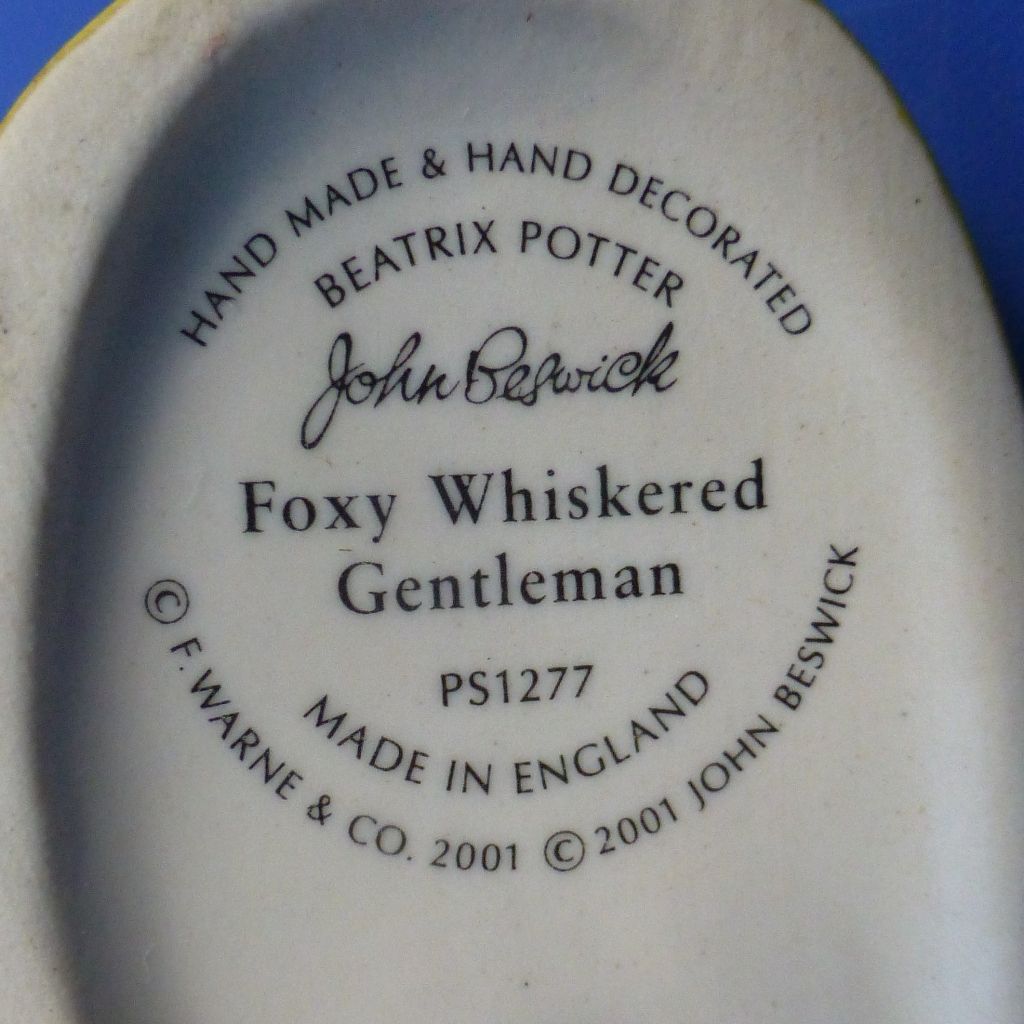 HAND MADE & HAND DECORATED
BEATRIX POTTER
John Beswick
Foxy Whiskered
Gentleman
PS1277
MADE IN ENGLAND
© F. WARNE & CO. 2001 © 2001 JOHN BESWICK